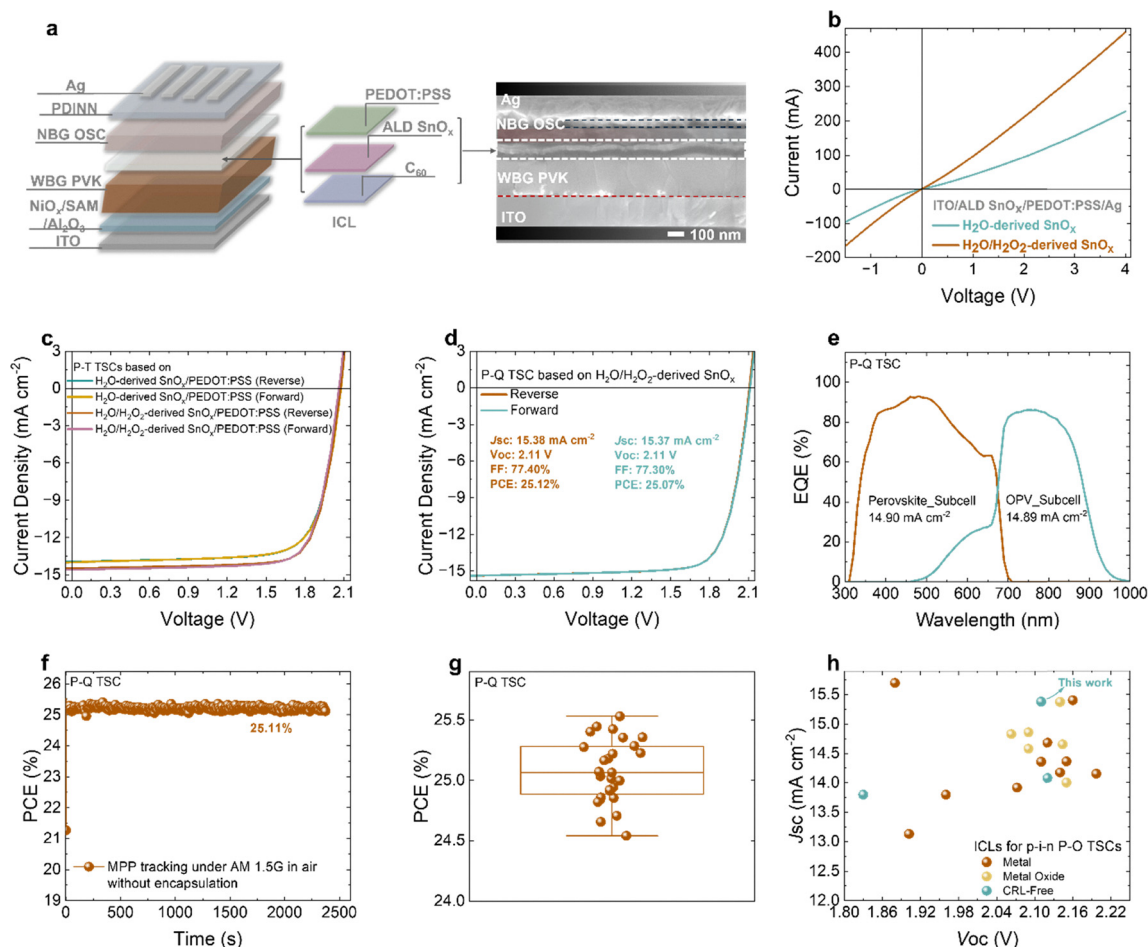 a
Ag
PDINN
NBG OSC
WBG PVK
NiOₓ/SAM
/Al₂O₃
ITO
PEDOT:PSS
ALD SnOₓ
C₆₀
ICL
Ag
NBG OSC
WBG PVK
ITO
100 nm
b
Current (mA)
400
300
200
100
0
−100
−200
ITO/ALD SnOₓ/PEDOT:PSS/Ag
H₂O-derived SnOₓ
H₂O/H₂O₂-derived SnOₓ
−1 0 1 2 3 4
Voltage (V)
c
Current Density (mA cm⁻²)
3
0
−3
−6
−9
−12
−15
P-T TSCs based on
H₂O-derived SnOₓ/PEDOT:PSS (Reverse)
H₂O-derived SnOₓ/PEDOT:PSS (Forward)
H₂O/H₂O₂-derived SnOₓ/PEDOT:PSS (Reverse)
H₂O/H₂O₂-derived SnOₓ/PEDOT:PSS (Forward)
0.0 0.3 0.6 0.9 1.2 1.5 1.8 2.1
Voltage (V)
d
Current Density (mA cm⁻²)
3
0
−3
−6
−9
−12
−15
P-Q TSC based on H₂O/H₂O₂-derived SnOₓ
Reverse
Forward
Jsc: 15.38 mA cm⁻²
Voc: 2.11 V
FF: 77.40%
PCE: 25.12%
Jsc: 15.37 mA cm⁻²
Voc: 2.11 V
FF: 77.30%
PCE: 25.07%
0.0 0.3 0.6 0.9 1.2 1.5 1.8 2.1
Voltage (V)
e
P-Q TSC
EQE (%)
100
80
60
40
20
0
Perovskite_Subcell
14.90 mA cm⁻²
OPV_Subcell
14.89 mA cm⁻²
300 400 500 600 700 800 900 1000
Wavelength (nm)
f
P-Q TSC
PCE (%)
26
25
24
23
22
21
20
19
25.11%
MPP tracking under AM 1.5G in air
without encapsulation
0 500 1000 1500 2000 2500
Time (s)
g
P-Q TSC
PCE (%)
25.5
25.0
24.5
24.0
h
Jsc (mA cm⁻²)
15.5
15.0
14.5
14.0
13.5
13.0
12.5
12.0
This work
ICLs for p-i-n P-O TSCs
Metal
Metal Oxide
CRL-Free
1.80 1.86 1.92 1.98 2.04 2.10 2.16 2.22
Voc (V)